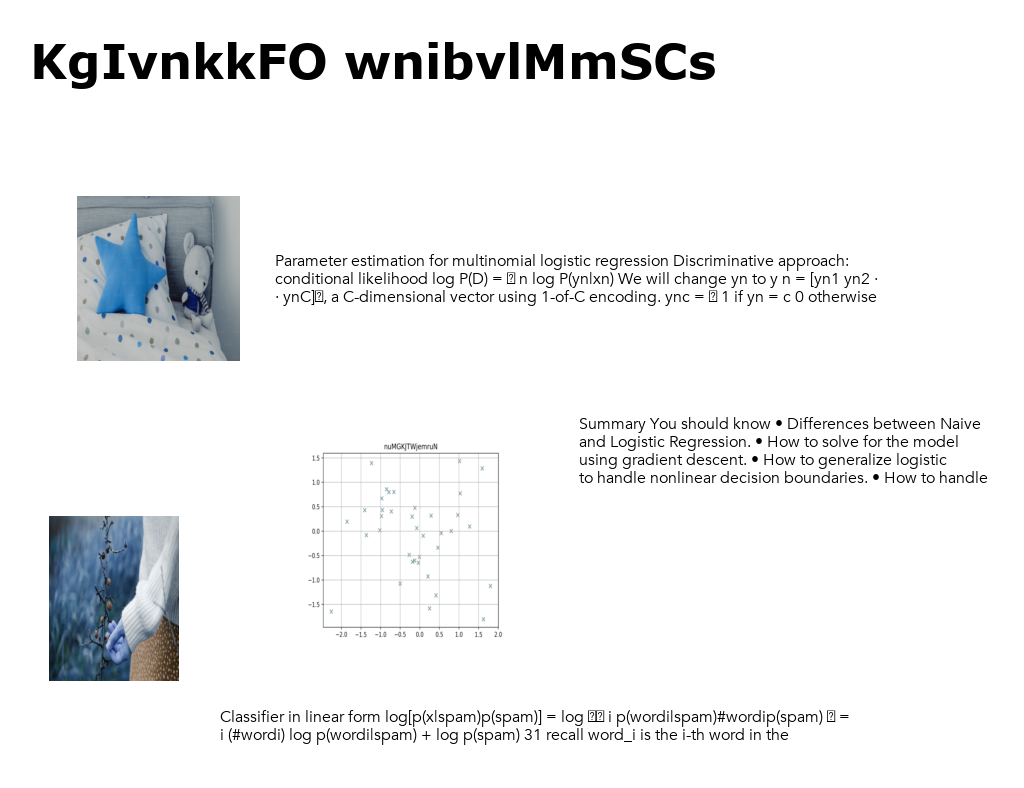 KgIvnkkFO wnibvlMmSCs
Parameter estimation for multinomial logistic regression Discriminative approach:
conditional likelihood log P(D) = � n log P(ynlxn) We will change yn to y n = [yn1 yn2 ·
· ynC]�, a C-dimensional vector using 1-of-C encoding. ync = � 1 if yn = c 0 otherwise
Summary You should know • Differences between Naive
and Logistic Regression. • How to solve for the model
using gradient descent. • How to generalize logistic
to handle nonlinear decision boundaries. • How to handle
nuMGKJTWjemruN
1.5
1.0
0.5
0.0
−0.5
−1.0
−1.5
−2.0 −1.5 −1.0 −0.5 0.0 0.5 1.0 1.5 2.0
Classifier in linear form log[p(xlspam)p(spam)] = log �� i p(wordilspam)#wordip(spam) � =
i (#wordi) log p(wordilspam) + log p(spam) 31 recall word_i is the i-th word in the